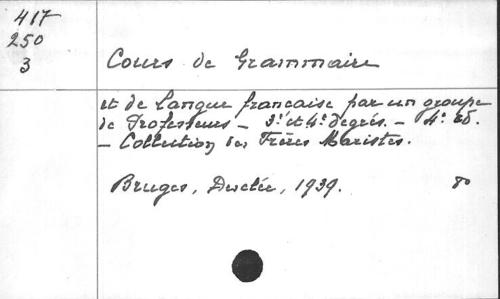 417
250
3
Cours de Grammaire
et de Langue française par un groupe
de Professeurs - 3e et 4e degrés. - 4e éd.
- Collection des Frères Maristes.
Bruges, Desclée, 1939. 8°